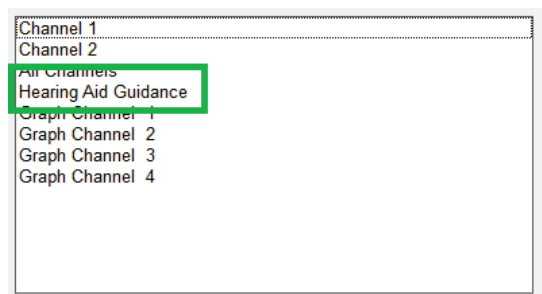 Channel 1
Channel 2
All Channels
Hearing Aid Guidance
Graph Channel 1
Graph Channel 2
Graph Channel 3
Graph Channel 4